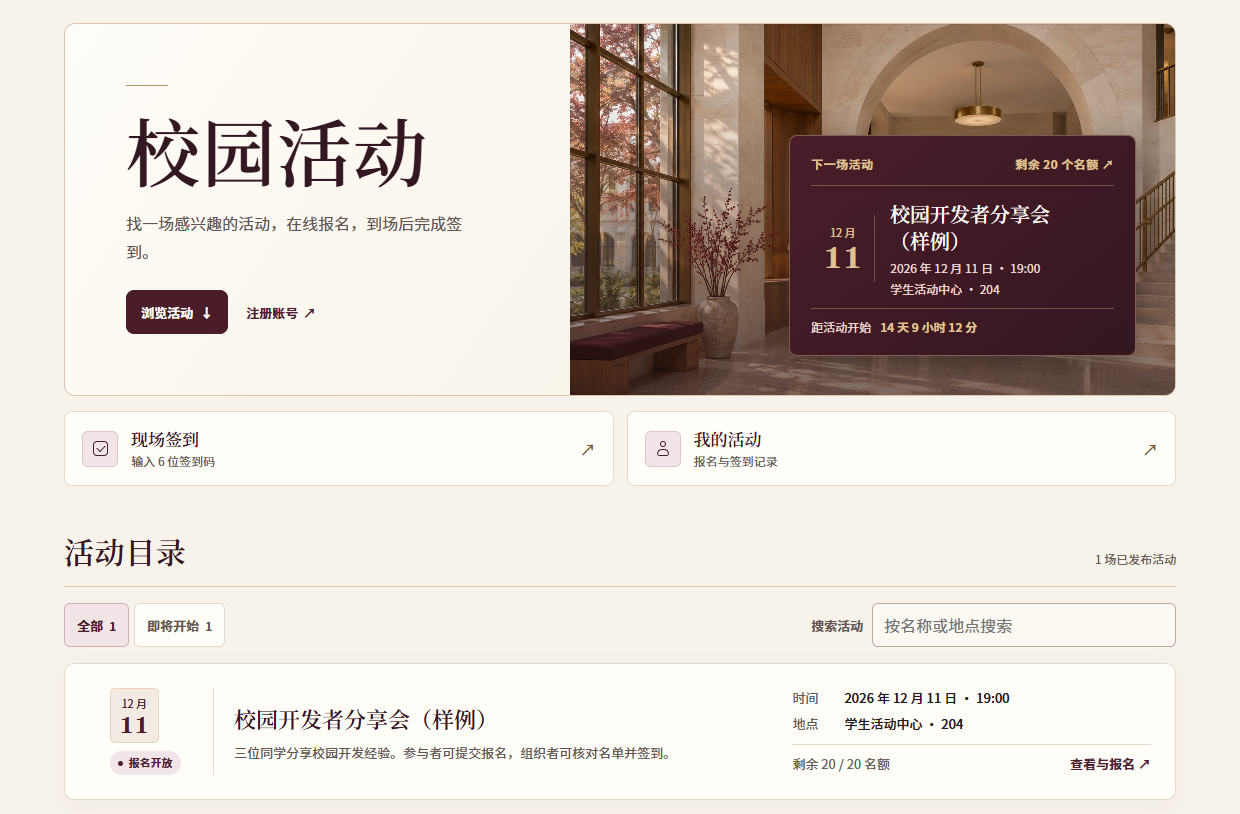 校园活动
找一场感兴趣的活动，在线报名，到场后完成签
到。
浏览活动 ↓
注册账号 ↗
下一场活动
剩余 20 个名额 ↗
12 月
11
校园开发者分享会
（样例）
2026 年 12 月 11 日 · 19:00
学生活动中心 · 204
距活动开始 14 天 9 小时 12 分
现场签到
输入 6 位签到码
↗
我的活动
报名与签到记录
↗
活动目录
1 场已发布活动
全部 1
即将开始 1
搜索活动
按名称或地点搜索
12 月
11
• 报名开放
校园开发者分享会（样例）
三位同学分享校园开发经验。参与者可提交报名，组织者可核对名单并签到。
时间 2026 年 12 月 11 日 · 19:00
地点 学生活动中心 · 204
剩余 20 / 20 名额
查看与报名 ↗